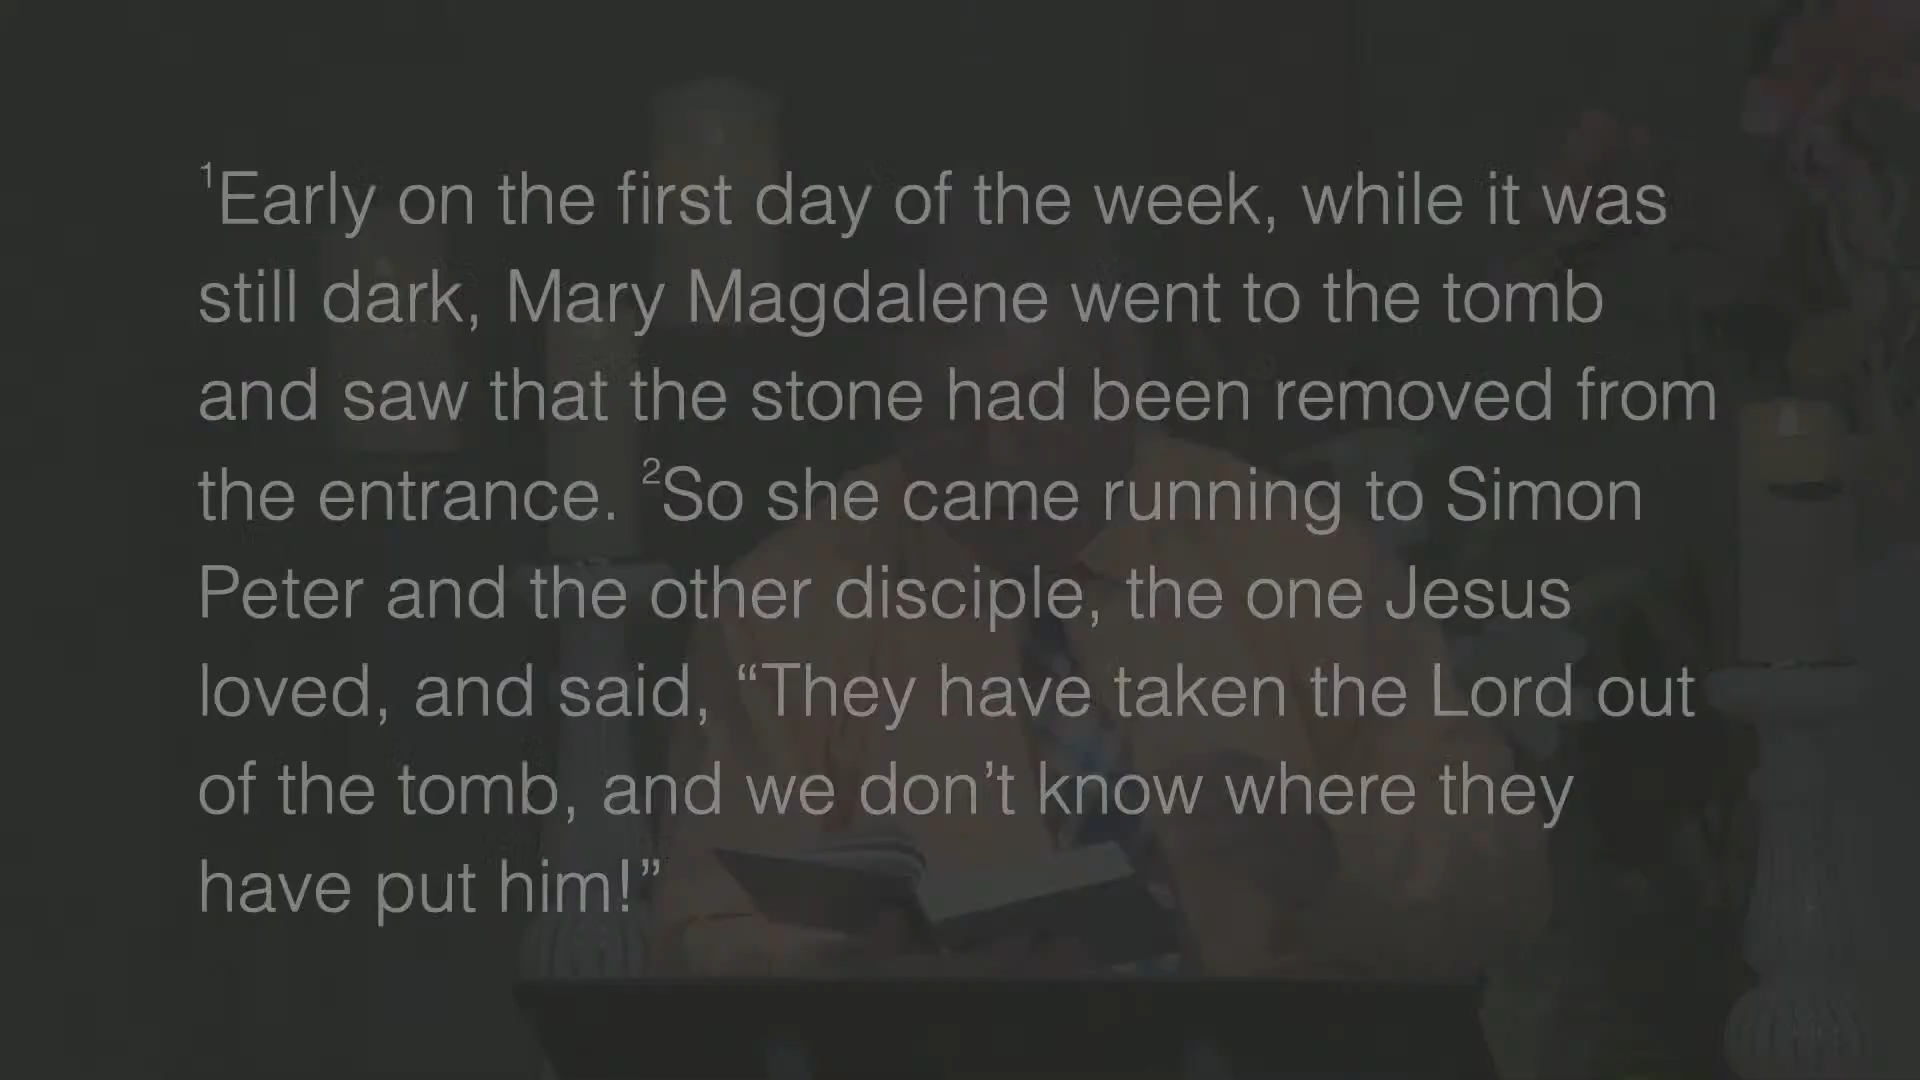 ¹Early on the first day of the week, while it was
still dark, Mary Magdalene went to the tomb
and saw that the stone had been removed from
the entrance. ²So she came running to Simon
Peter and the other disciple, the one Jesus
loved, and said, “They have taken the Lord out
of the tomb, and we don’t know where they
have put him!”